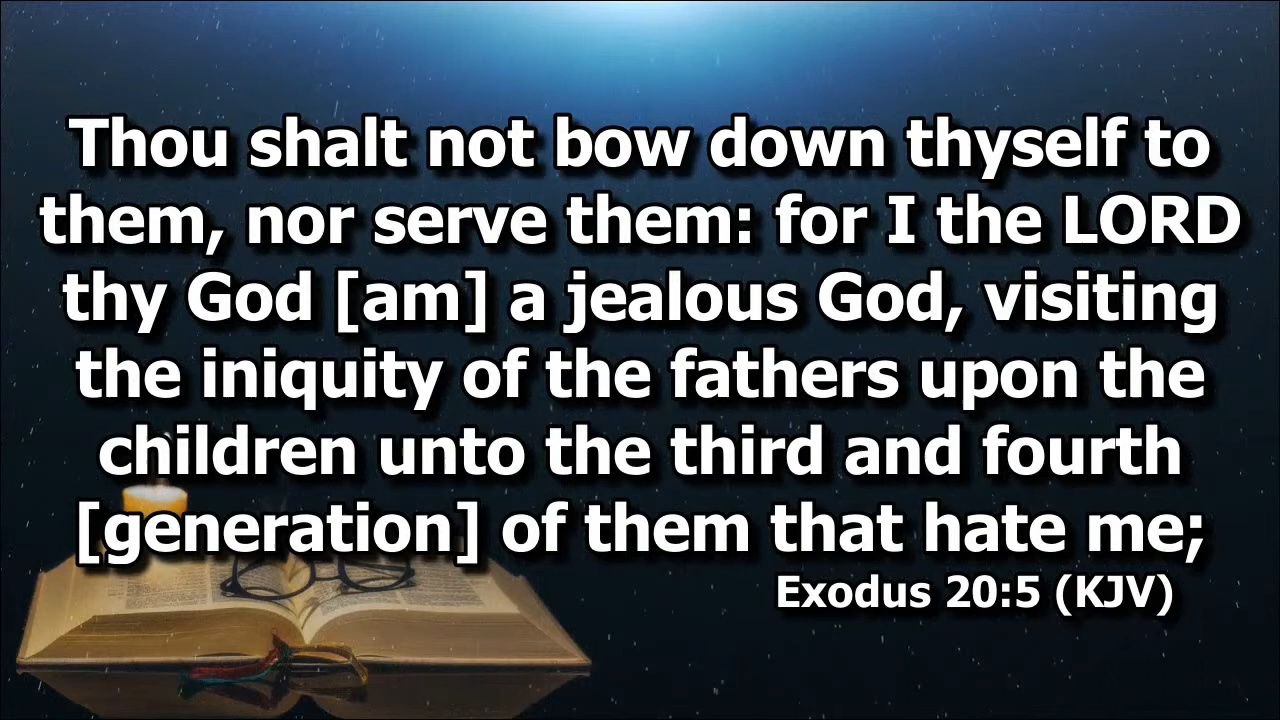 Thou shalt not bow down thyself to
them, nor serve them: for I the LORD
thy God [am] a jealous God, visiting
the iniquity of the fathers upon the
children unto the third and fourth
[generation] of them that hate me;
Exodus 20:5 (KJV)